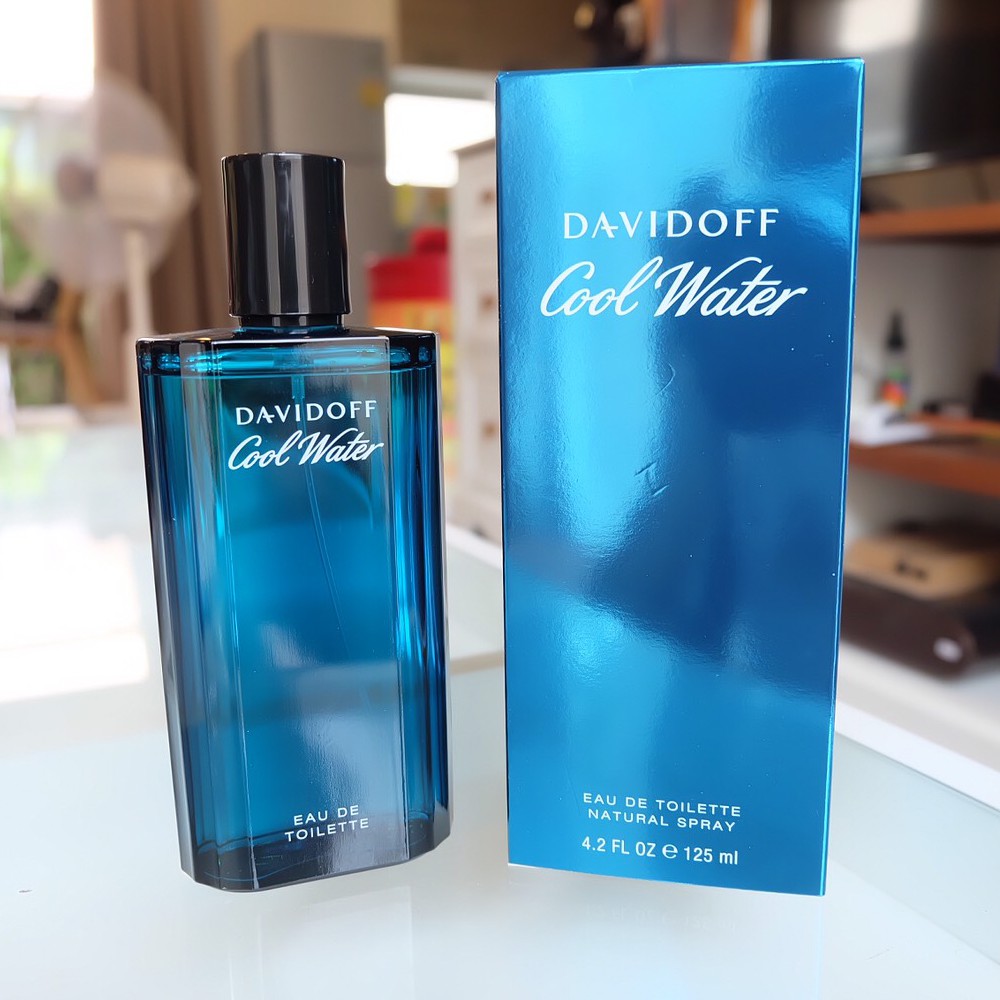 DAVIDOFF
Cool Water
EAU DE
TOILETTE
DAVIDOFF
Cool Water
EAU DE TOILETTE
NATURAL SPRAY
4.2 FL OZ ℮ 125 ml